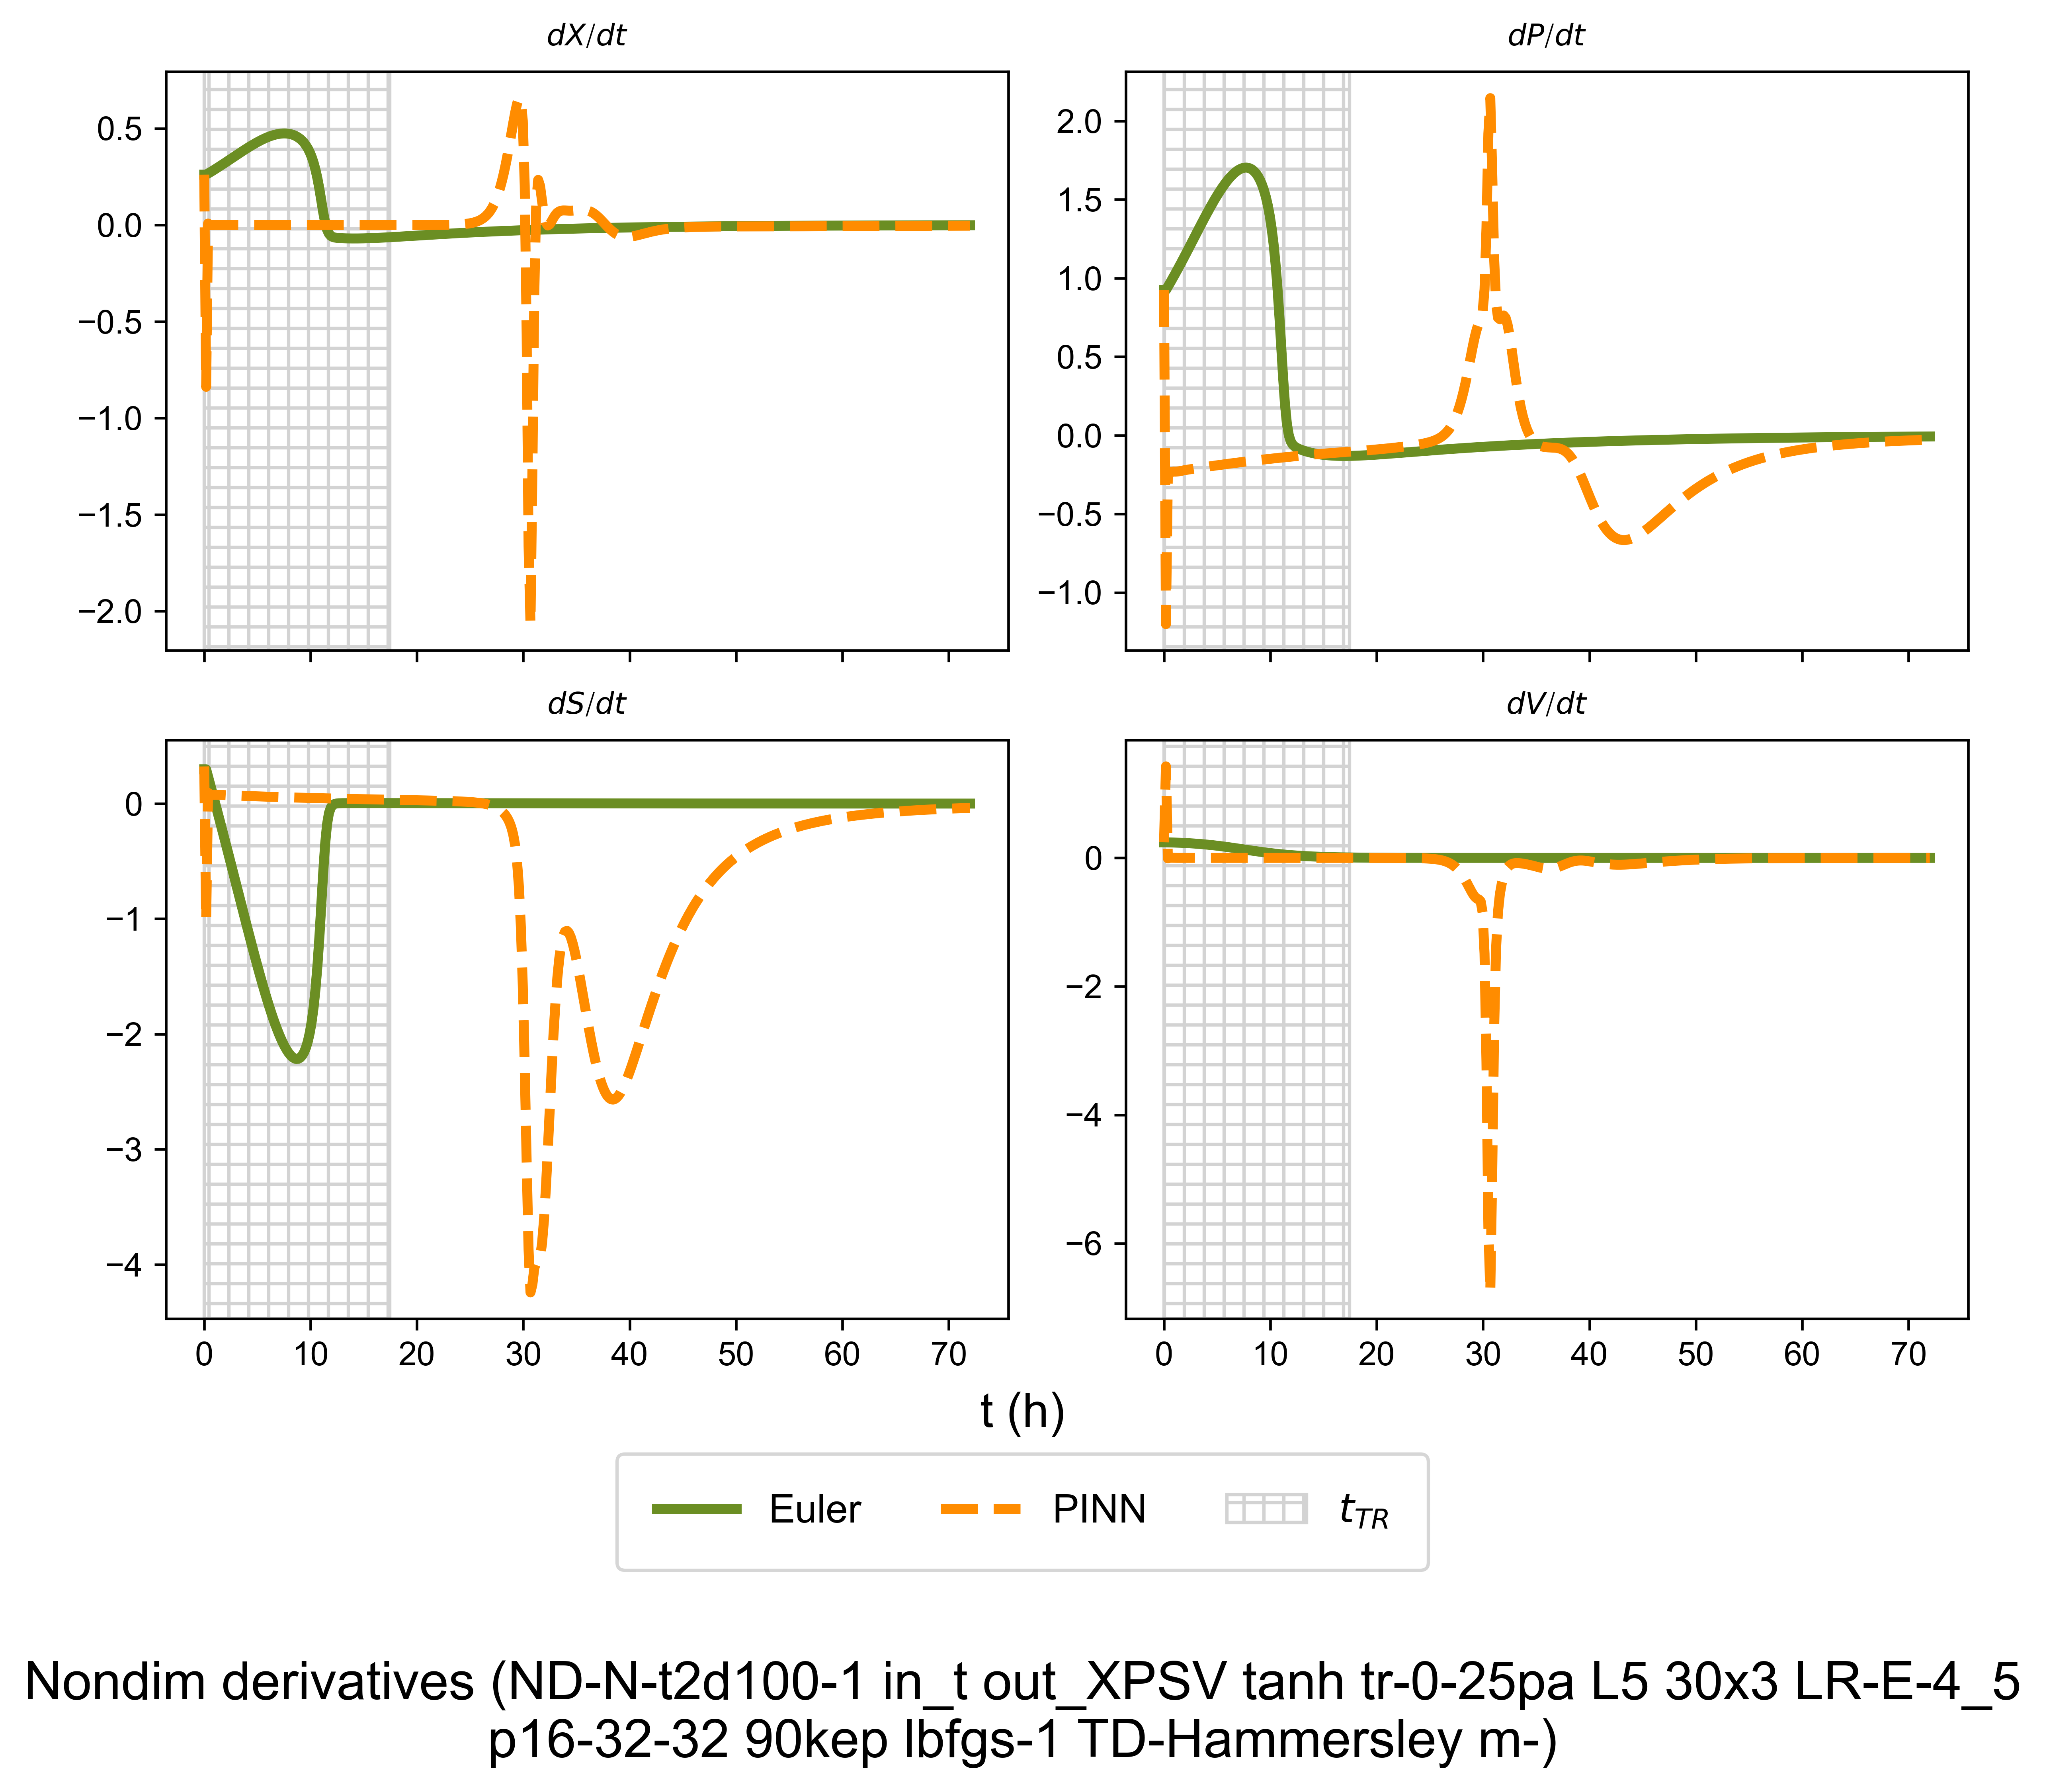 dX/dt
dP/dt
0.5
0.0
−0.5
−1.0
−1.5
−2.0
2.0
1.5
1.0
0.5
0.0
−0.5
−1.0
dS/dt
dV/dt
0
−1
−2
−3
−4
0
−2
−4
−6
0 10 20 30 40 50 60 70
0 10 20 30 40 50 60 70
t (h)
Euler PINN t_TR
Nondim derivatives (ND-N-t2d100-1 in_t out_XPSV tanh tr-0-25pa L5 30x3 LR-E-4_5
p16-32-32 90kep lbfgs-1 TD-Hammersley m-)